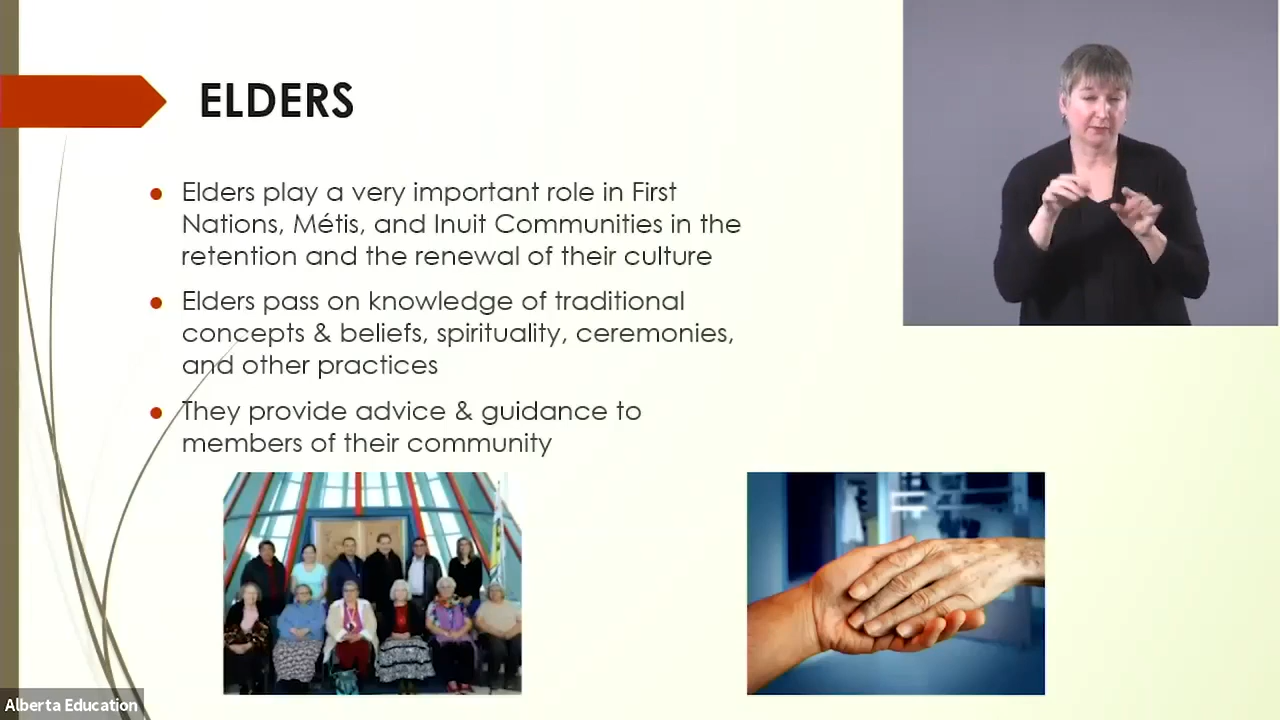 ELDERS
Elders play a very important role in First
Nations, Métis, and Inuit Communities in the
retention and the renewal of their culture
Elders pass on knowledge of traditional
concepts & beliefs, spirituality, ceremonies,
and other practices
They provide advice & guidance to
members of their community
Alberta Education